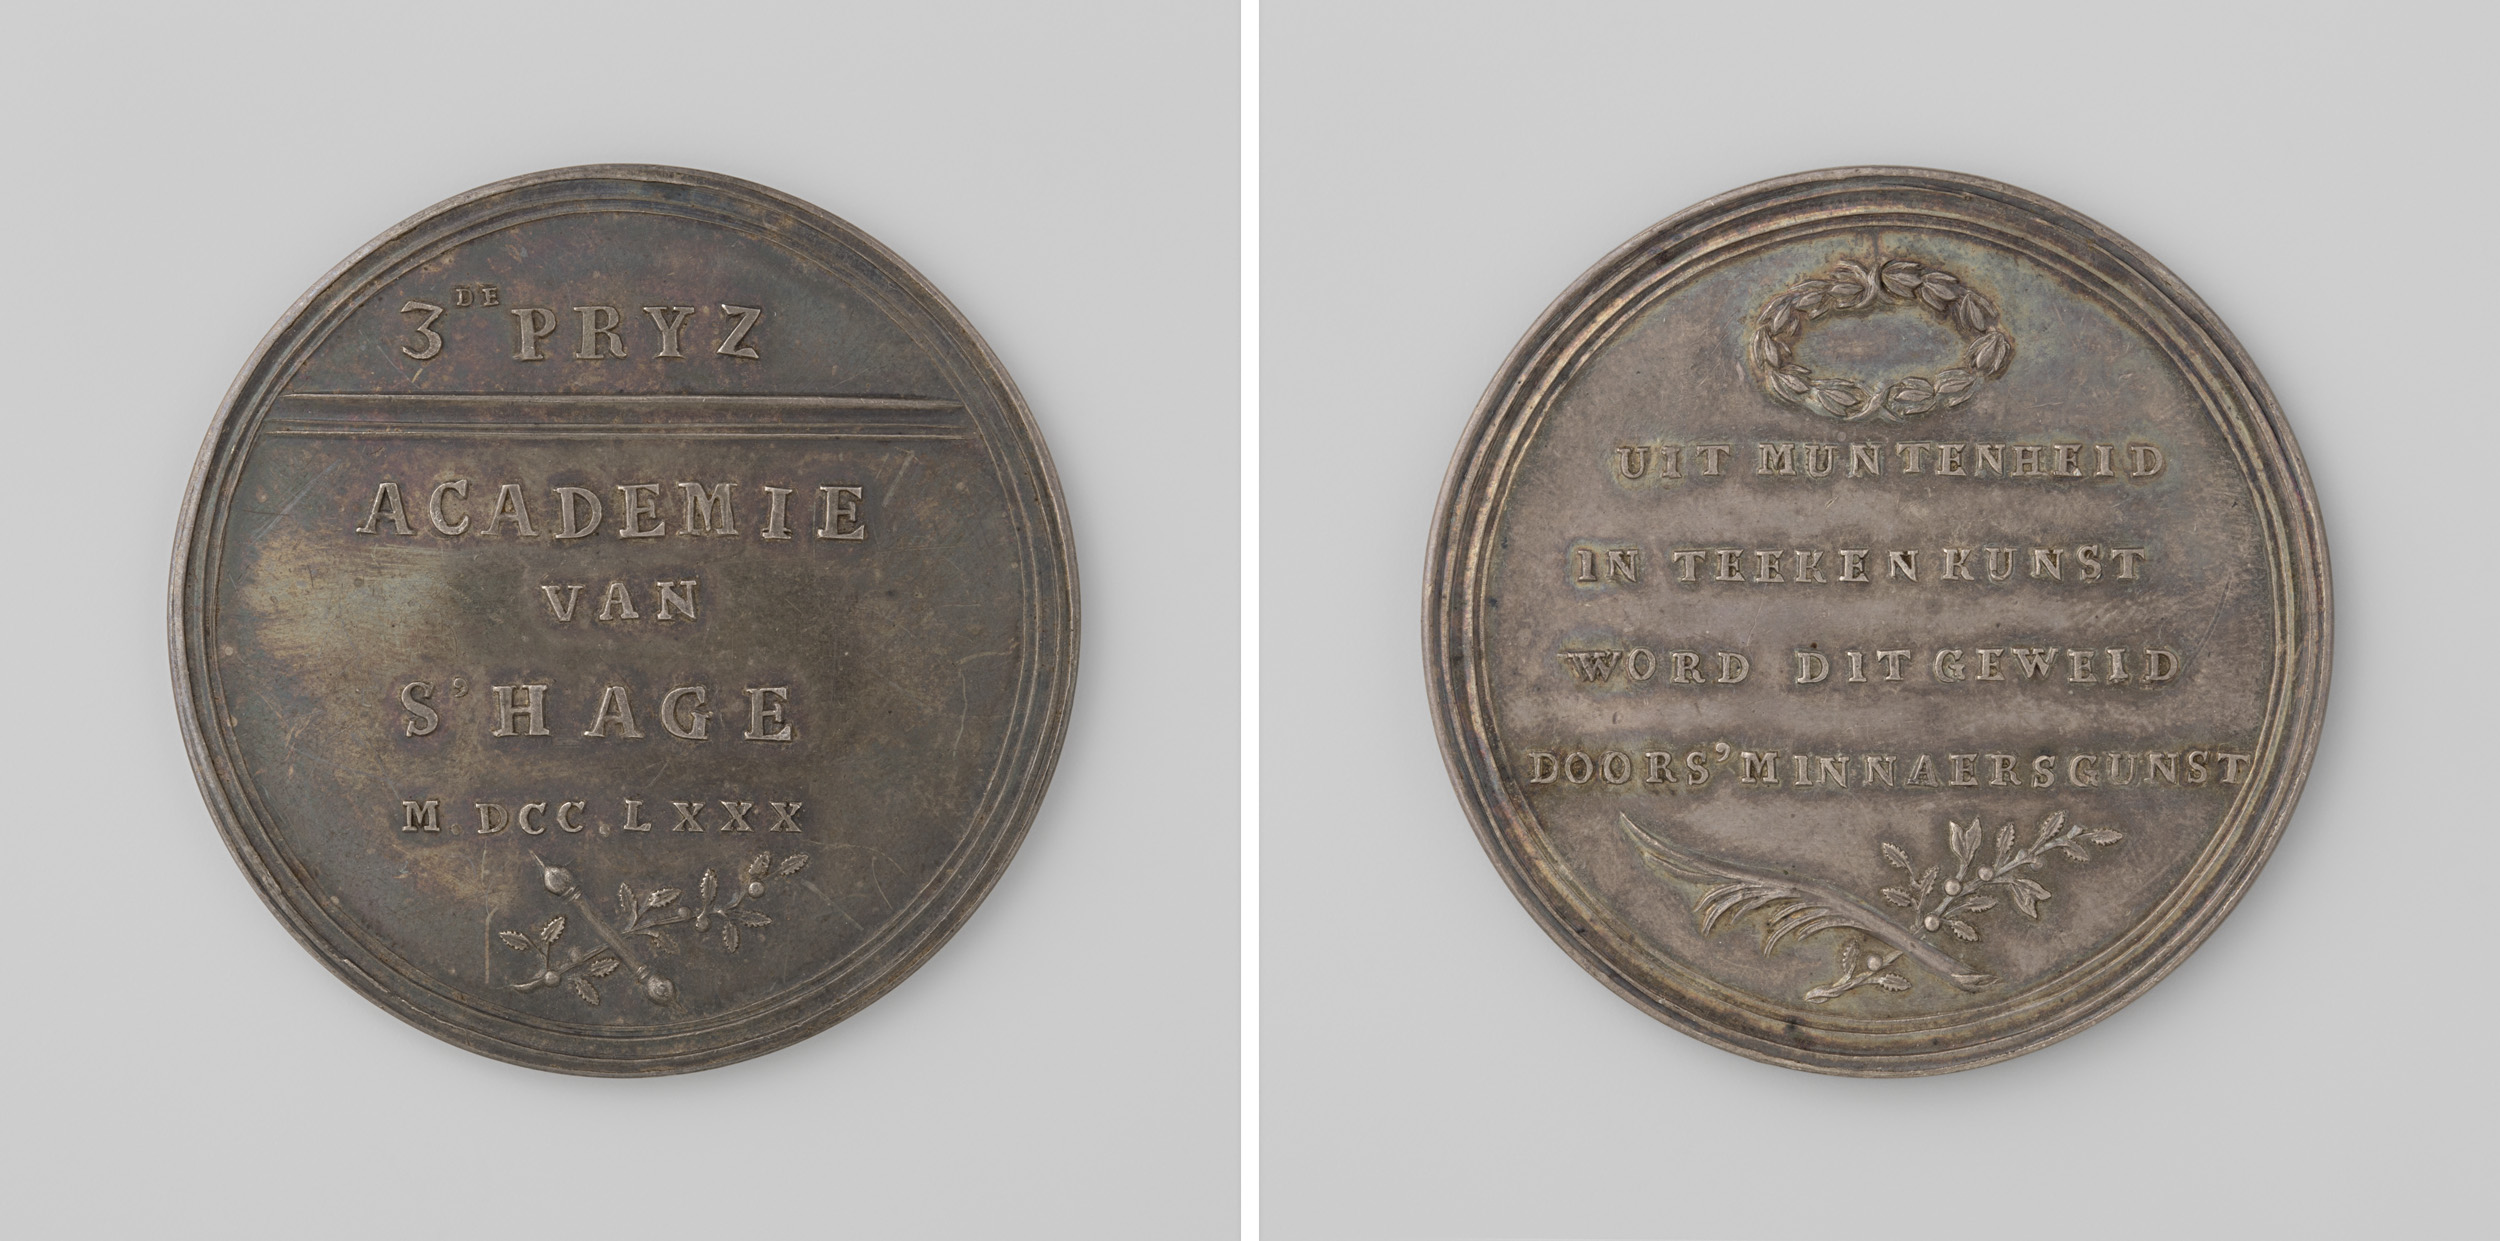 3DE PRYZ
ACADEMIE
VAN
S'HAGE
M.DCC.LXXX
UIT MUNTENHEID
IN TEEKENKUNST
WORD DIT GEWEID
DOORS'MINNAERSGUNST